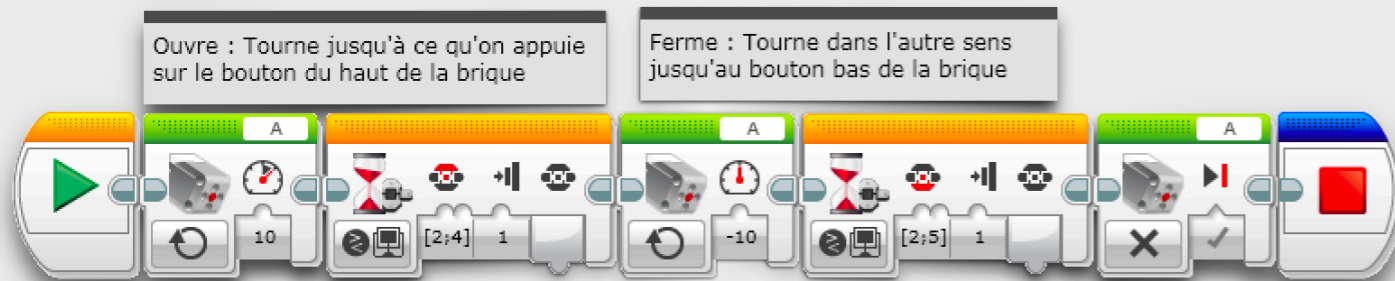 Ouvre : Tourne jusqu'à ce qu'on appuie
sur le bouton du haut de la brique
Ferme : Tourne dans l'autre sens
jusqu'au bouton bas de la brique
A
A
A
10
[2;4]
1
-10
[2;5]
1